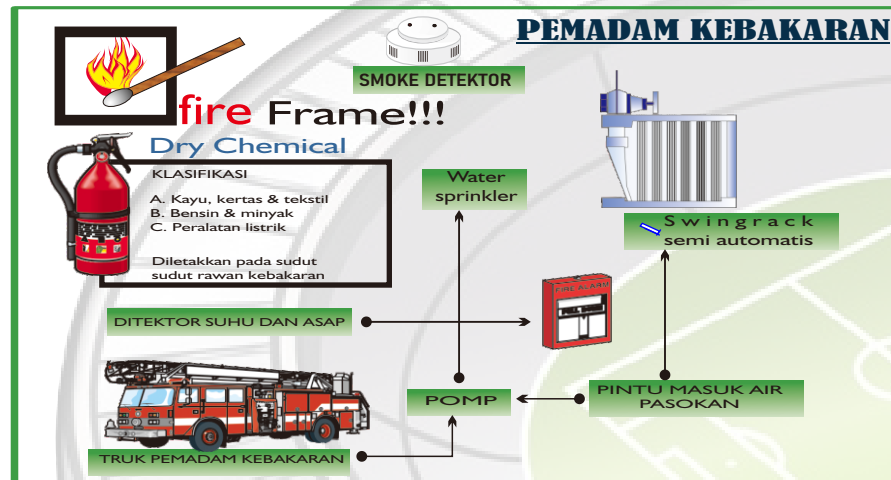 PEMADAM KEBAKARAN
SMOKE DETEKTOR
fire Frame!!!
Dry Chemical
KLASIFIKASI
A. Kayu, kertas & tekstil
B. Bensin & minyak
C. Peralatan listrik
Diletakkan pada sudut
sudut rawan kebakaran
Water
sprinkler
Swingrack
semi automatis
FIRE ALARM
DITEKTOR SUHU DAN ASAP
POMP
PINTU MASUK AIR
PASOKAN
TRUK PEMADAM KEBAKARAN